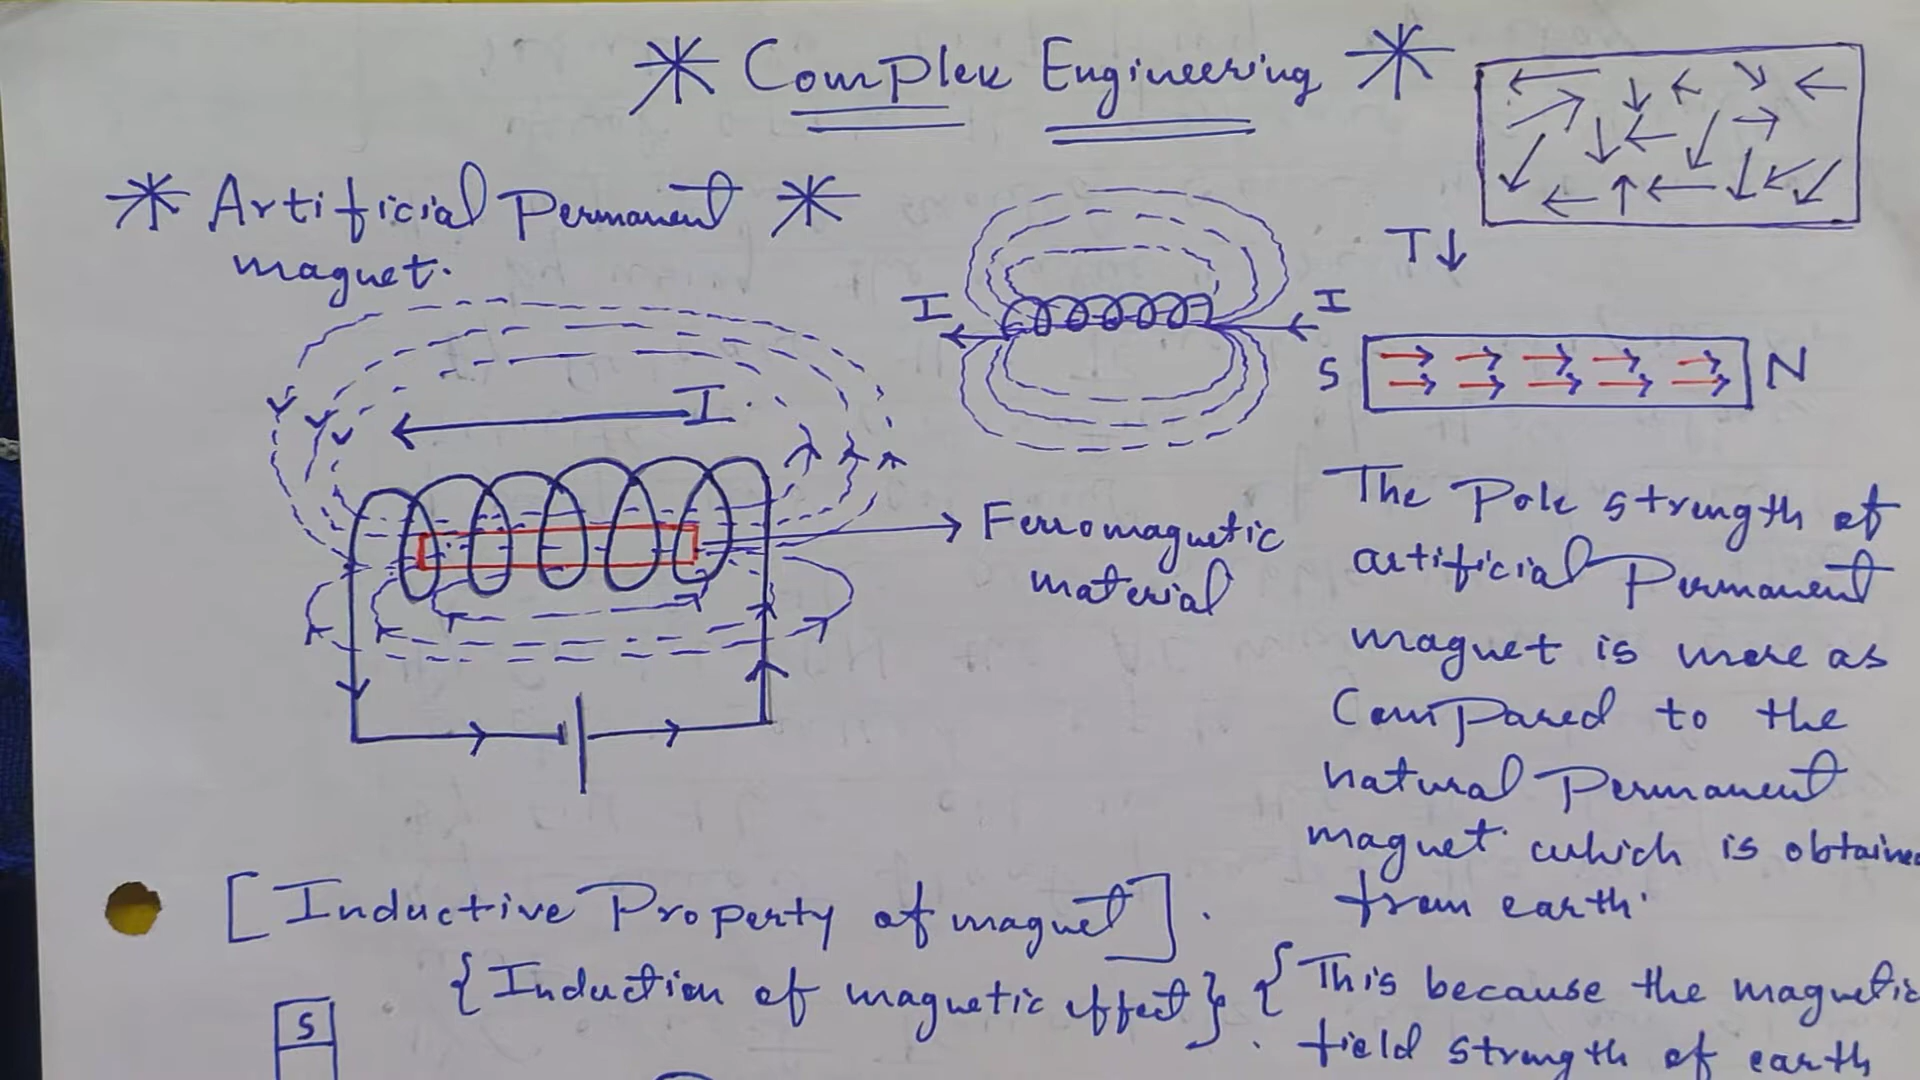 * Complex Engineering *
* Artificial Permanent *
magnet.
I
I
T↓
S
N
I
Ferromagnetic
material
The Pole strength of
artificial Permanent
magnet is more as
Compared to the
natural Permanent
magnet which is obtained
from earth.
[Inductive Property of magnet].
{Induction of magnetic effect}.
{This because the magnetic
field strength of earth
S